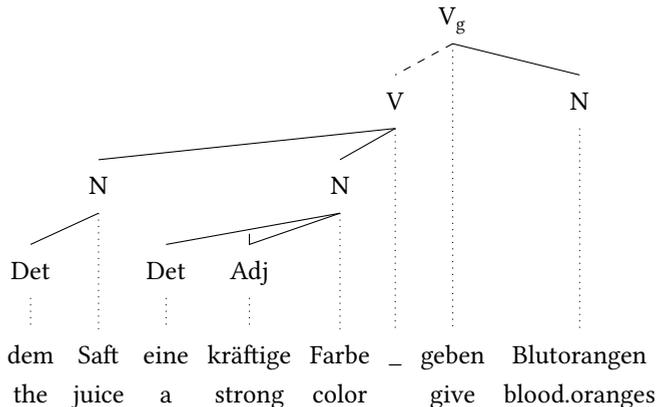 V_g
V N
N N
Det Det Adj
dem Saft eine kräftige Farbe _ geben Blutorangen
the juice a strong color give blood.oranges